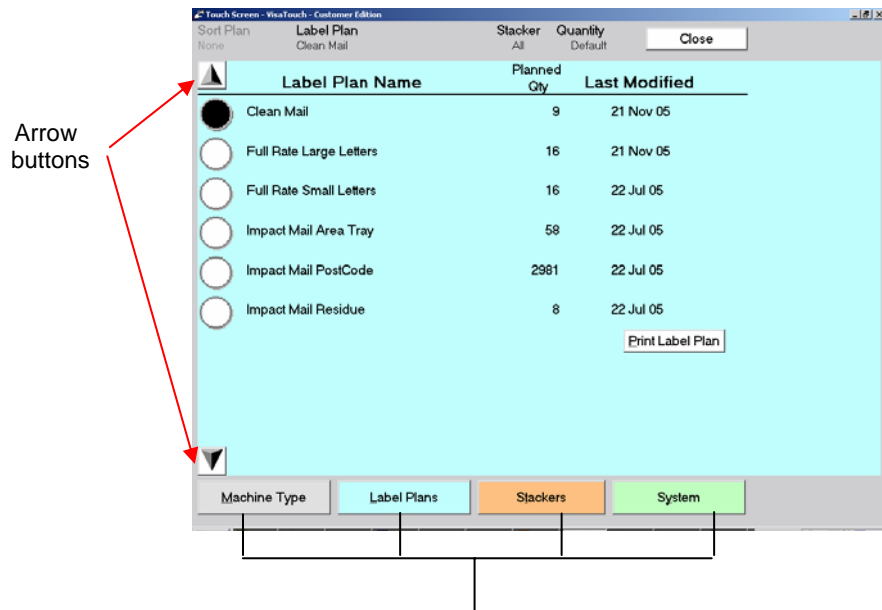 Touch Screen - VisaTouch - Customer Edition
Sort Plan Label Plan Stacker Quantity
None Clean Mail All Default
Close
Label Plan Name Planned Qty Last Modified
Clean Mail 9 21 Nov 05
Full Rate Large Letters 16 21 Nov 05
Full Rate Small Letters 16 22 Jul 05
Impact Mail Area Tray 58 22 Jul 05
Impact Mail PostCode 2981 22 Jul 05
Impact Mail Residue 8 22 Jul 05
Print Label Plan
Machine Type Label Plans Stackers System
Arrow
buttons